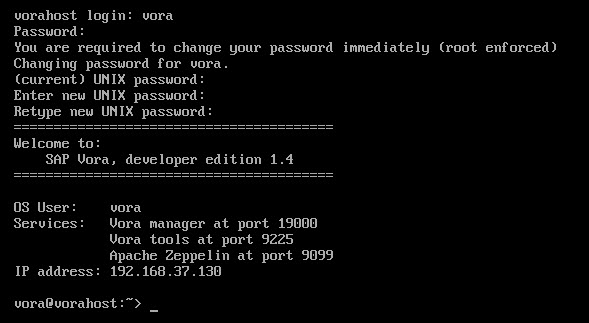 vorahost login: vora
Password:
You are required to change your password immediately (root enforced)
Changing password for vora.
(current) UNIX password:
Enter new UNIX password:
Retype new UNIX password:
========================================
Welcome to:
    SAP Vora, developer edition 1.4
========================================
OS User:    vora
Services:   Vora manager at port 19000
            Vora tools at port 9225
            Apache Zeppelin at port 9099
IP address: 192.168.37.130
vora@vorahost:~> _